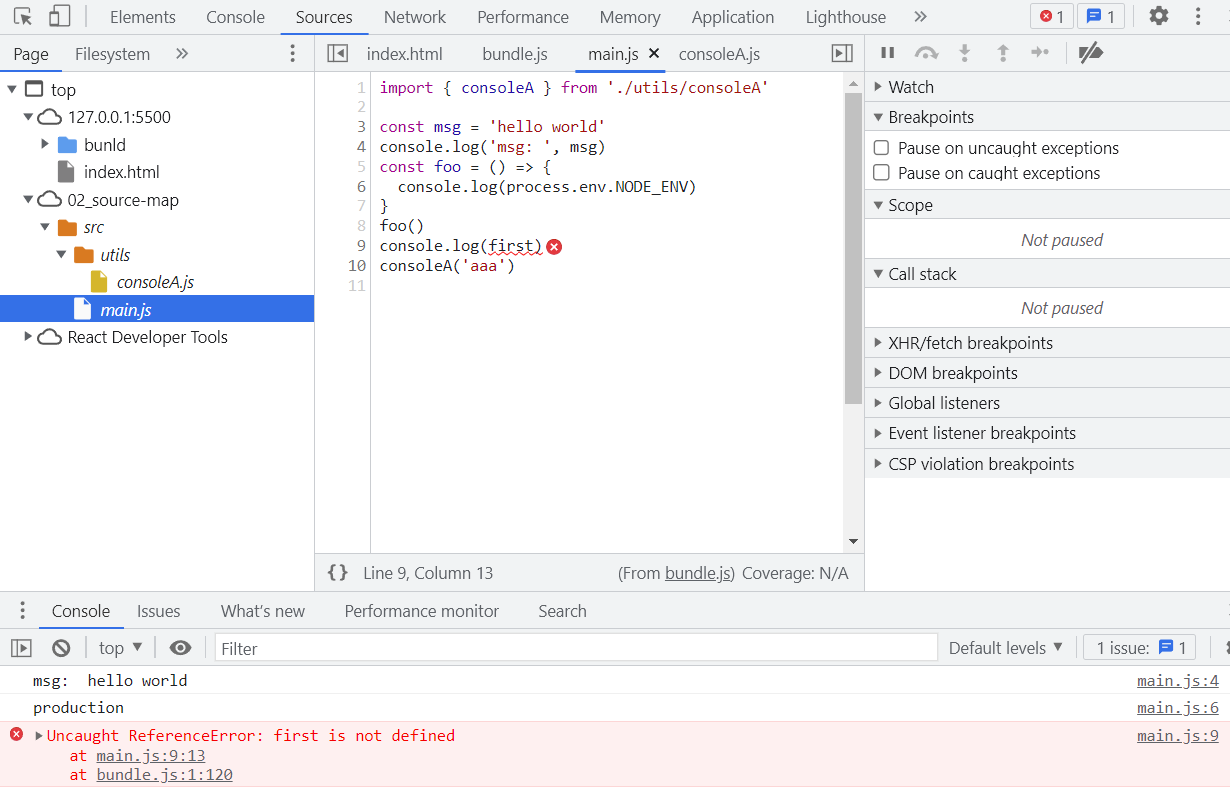 Elements Console Sources Network Performance Memory Application Lighthouse » 1 1
Page Filesystem »
index.html bundle.js main.js × consoleA.js
top
127.0.0.1:5500
bunld
index.html
02_source-map
src
utils
consoleA.js
main.js
React Developer Tools
1 import { consoleA } from './utils/consoleA'
2
3 const msg = 'hello world'
4 console.log('msg: ', msg)
5 const foo = () => {
6   console.log(process.env.NODE_ENV)
7 }
8 foo()
9 console.log(first)
10 consoleA('aaa')
11
{} Line 9, Column 13 (From bundle.js) Coverage: N/A
Watch
Breakpoints
Pause on uncaught exceptions
Pause on caught exceptions
Scope
Not paused
Call stack
Not paused
XHR/fetch breakpoints
DOM breakpoints
Global listeners
Event listener breakpoints
CSP violation breakpoints
Console Issues What's new Performance monitor Search
top Filter Default levels 1 issue: 1
msg:  hello world main.js:4
production main.js:6
Uncaught ReferenceError: first is not defined main.js:9
at main.js:9:13
at bundle.js:1:120